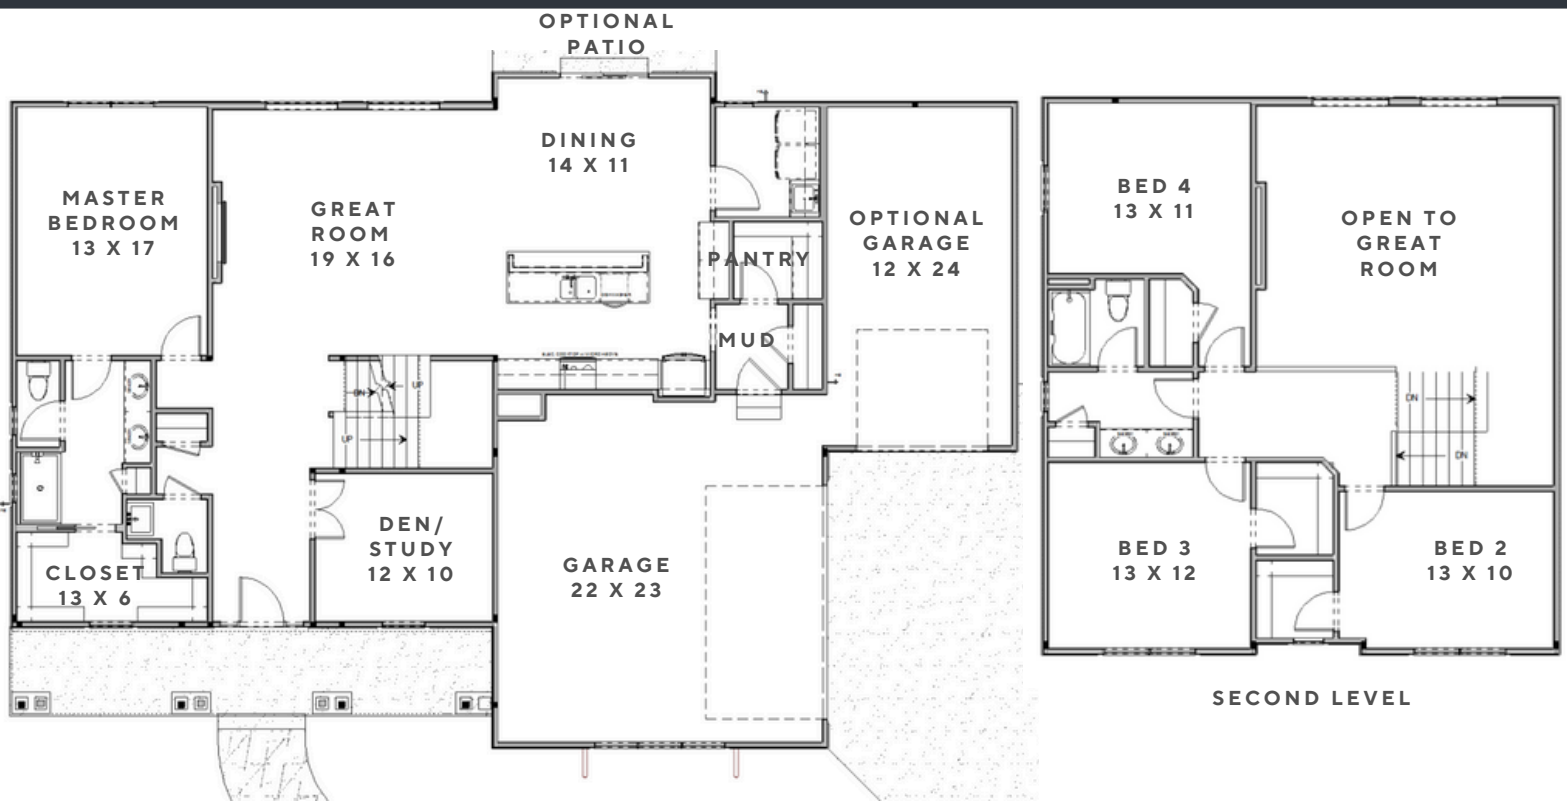 OPTIONAL
PATIO
DINING
14 X 11
MASTER
BEDROOM
13 X 17
GREAT
ROOM
19 X 16
OPTIONAL
GARAGE
12 X 24
PANTRY
MUD
UP
DN
UP
DEN/
STUDY
12 X 10
CLOSET
13 X 6
GARAGE
22 X 23
BED 4
13 X 11
OPEN TO
GREAT
ROOM
DN
DN
BED 3
13 X 12
BED 2
13 X 10
SECOND LEVEL